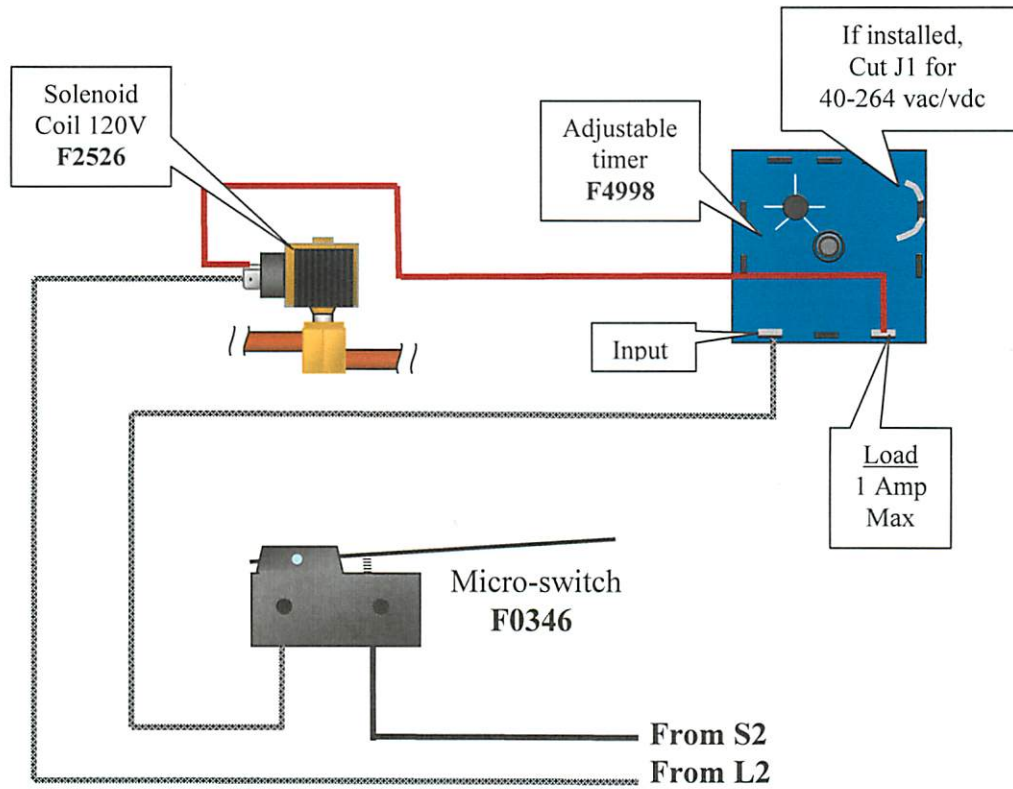 If installed,
Cut J1 for
40-264 vac/vdc
Solenoid
Coil 120V
F2526
Adjustable
timer
F4998
Input
Load
1 Amp
Max
Micro-switch
F0346
From S2
From L2